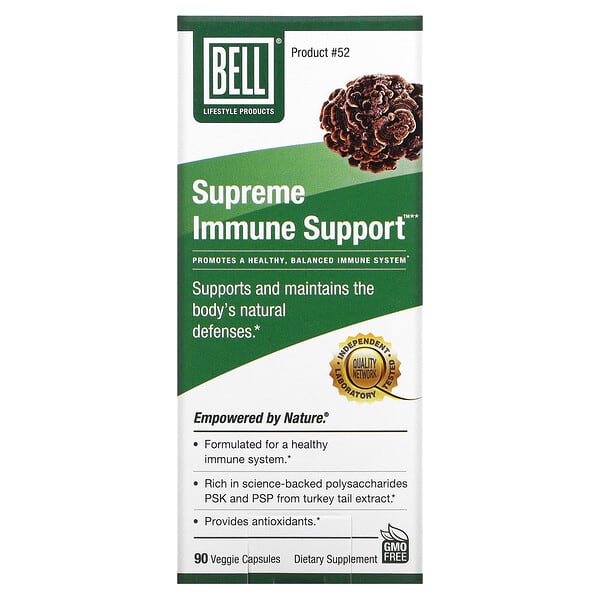 Product #52
BELL®
LIFESTYLE PRODUCTS
Supreme
Immune Support™**
PROMOTES A HEALTHY, BALANCED IMMUNE SYSTEM*
Supports and maintains the
body's natural
defenses.*
INDEPENDENT
QUALITY
NETWORK
LABORATORY TESTED
Empowered by Nature.®
• Formulated for a healthy
immune system.*
• Rich in science-backed polysaccharides
PSK and PSP from turkey tail extract.*
• Provides antioxidants.*
GMO
FREE
90 Veggie Capsules Dietary Supplement